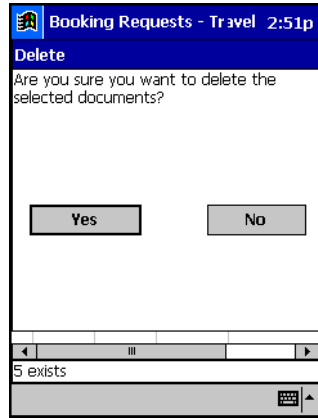 Booking Requests - Travel 2:51p
Delete
Are you sure you want to delete the
selected documents?
Yes No
5 exists